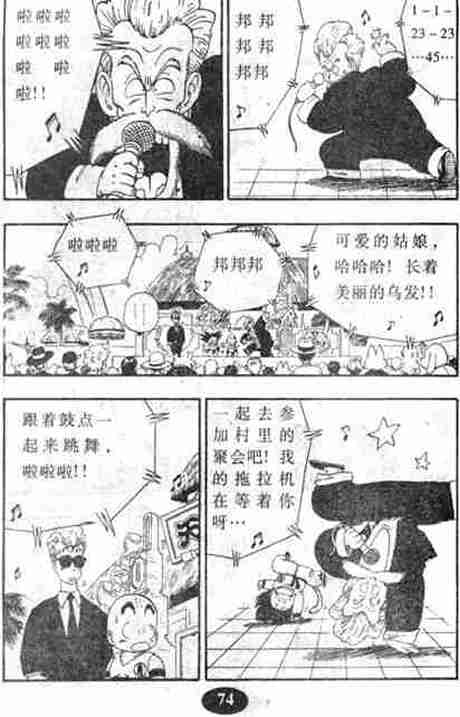 1－1－
23－23
…45…
邦邦
邦邦
邦邦
啦啦啦
啦啦啦
啦 啦
啦!!
可爱的姑娘,
哈哈哈! 长着
美丽的乌发!!
邦邦邦
啦啦啦
一起去参
加村里的
聚会吧! 我
的拖拉机
在等着你
呀…
跟着鼓点一
起来跳舞,
啦啦啦!!
74